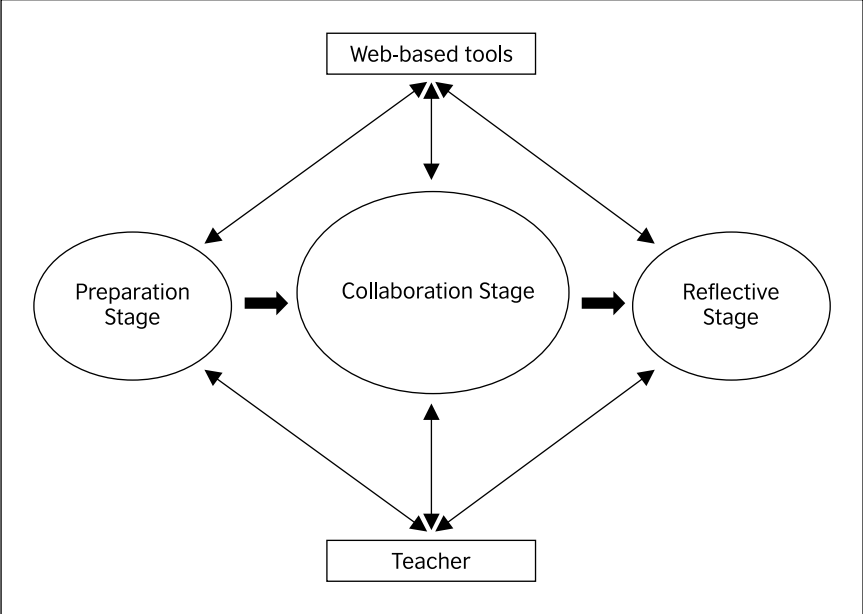 Web-based tools
Preparation
Stage
Collaboration Stage
Reflective
Stage
Teacher